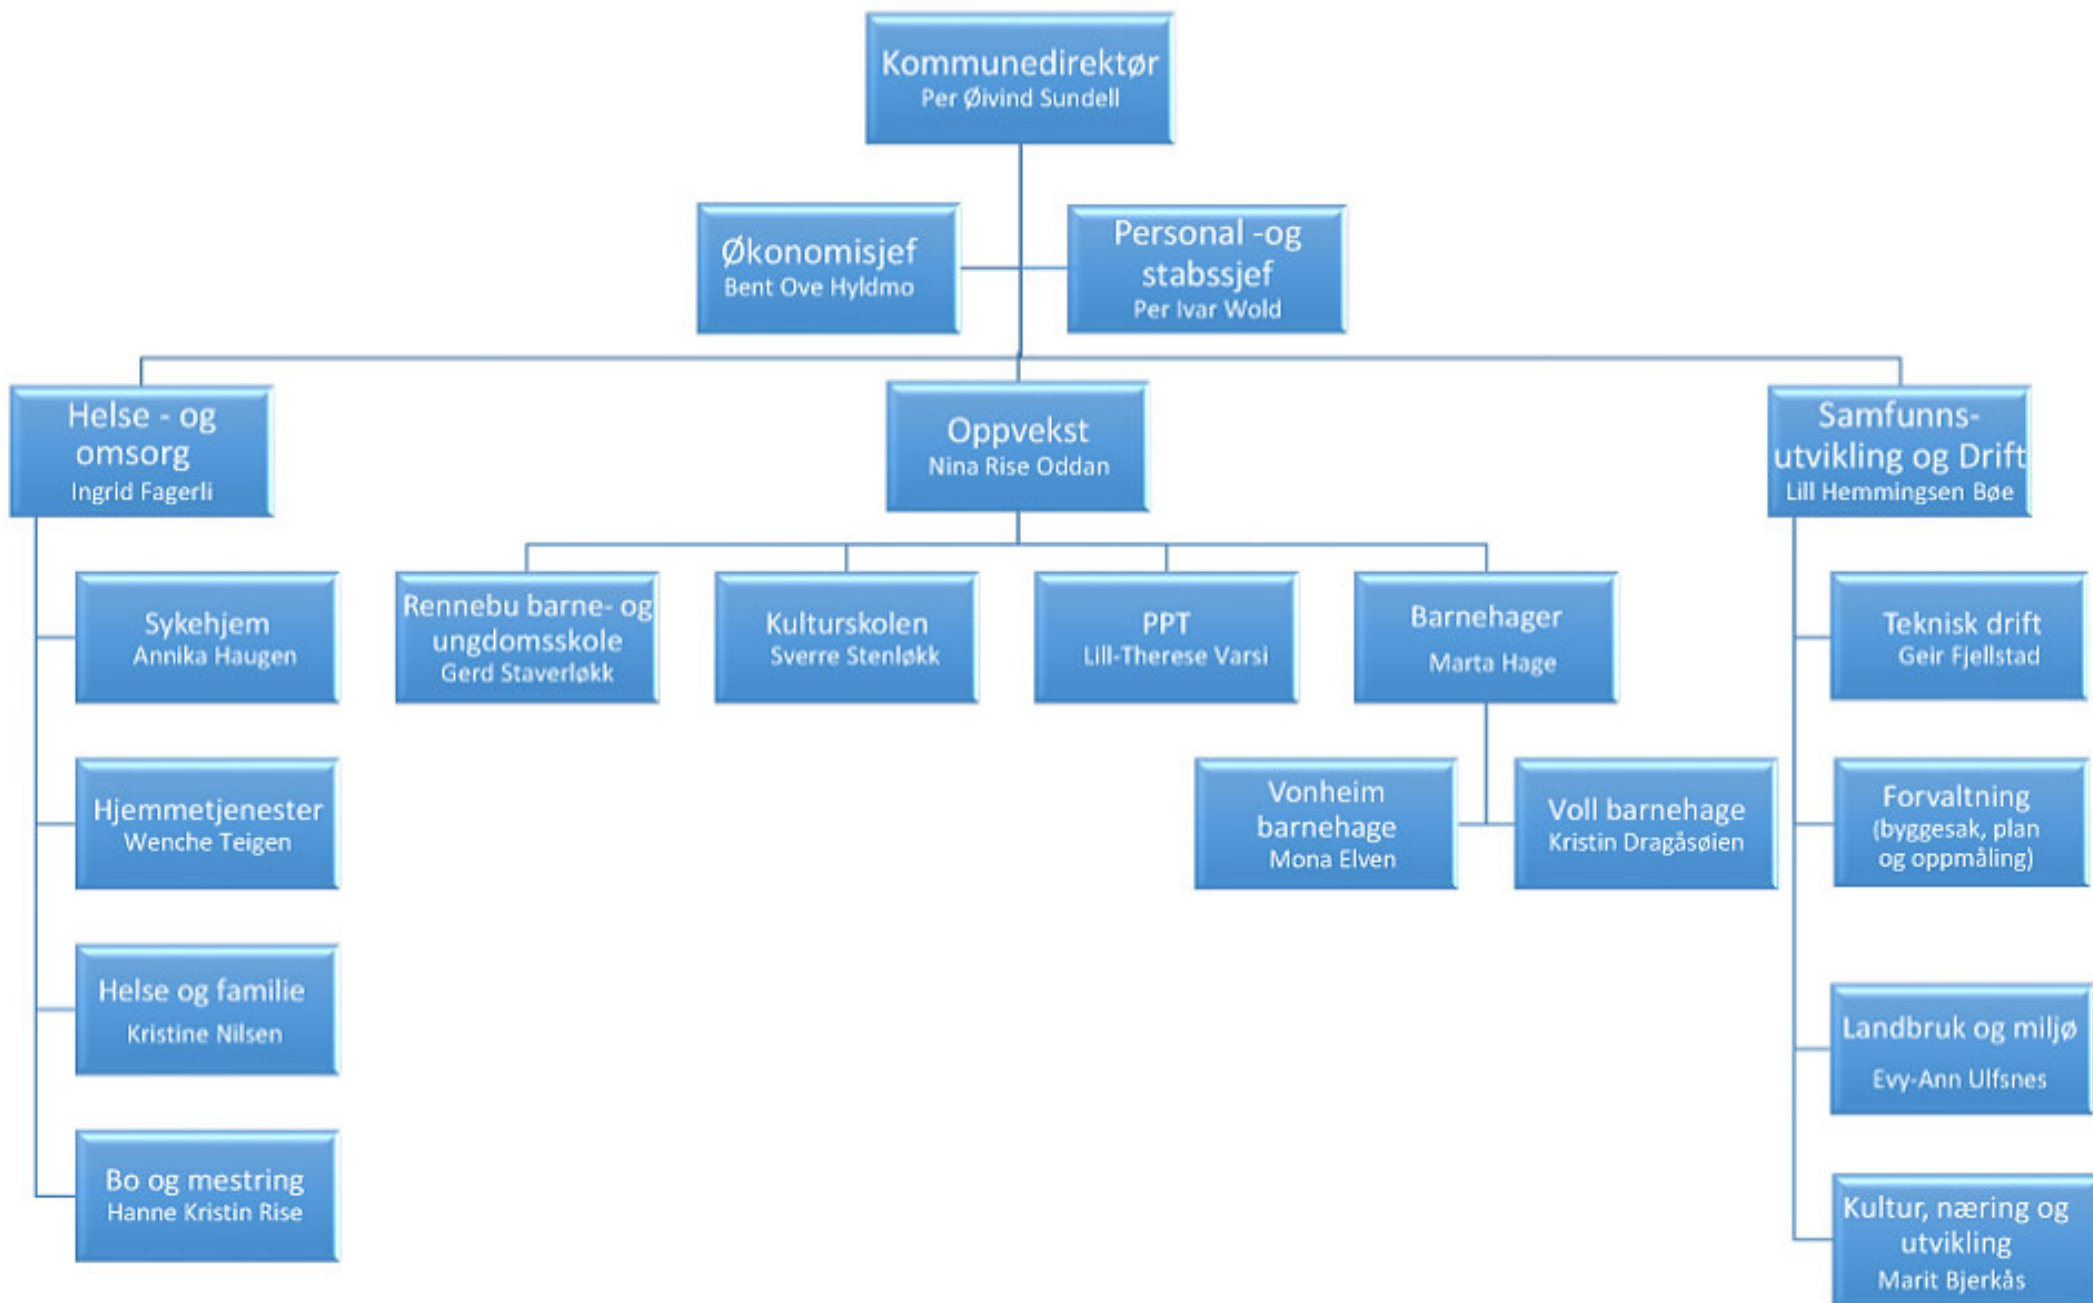 Kommunedirektør
Per Øivind Sundell
Økonomisjef
Bent Ove Hyldmo
Personal -og
stabssjef
Per Ivar Wold
Helse - og
omsorg
Ingrid Fagerli
Oppvekst
Nina Rise Oddan
Samfunns-
utvikling og Drift
Lill Hemmingsen Bøe
Sykehjem
Annika Haugen
Rennebu barne- og
ungdomsskole
Gerd Staverløkk
Kulturskolen
Sverre Stenløkk
PPT
Lill-Therese Varsi
Barnehager
Marta Hage
Teknisk drift
Geir Fjellstad
Hjemmetjenester
Wenche Teigen
Vonheim
barnehage
Mona Elven
Voll barnehage
Kristin Dragåsøien
Forvaltning
(byggesak, plan
og oppmåling)
Helse og familie
Kristine Nilsen
Landbruk og miljø
Evy-Ann Ulfsnes
Bo og mestring
Hanne Kristin Rise
Kultur, næring og
utvikling
Marit Bjerkås